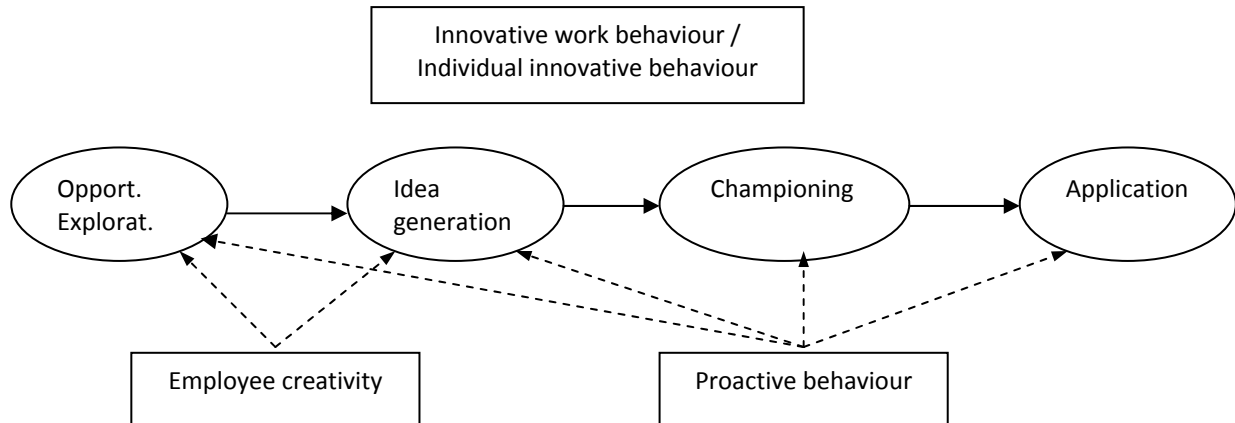 Innovative work behaviour /
Individual innovative behaviour
Opport.
Explorat.
Idea
generation
Championing
Application
Employee creativity
Proactive behaviour